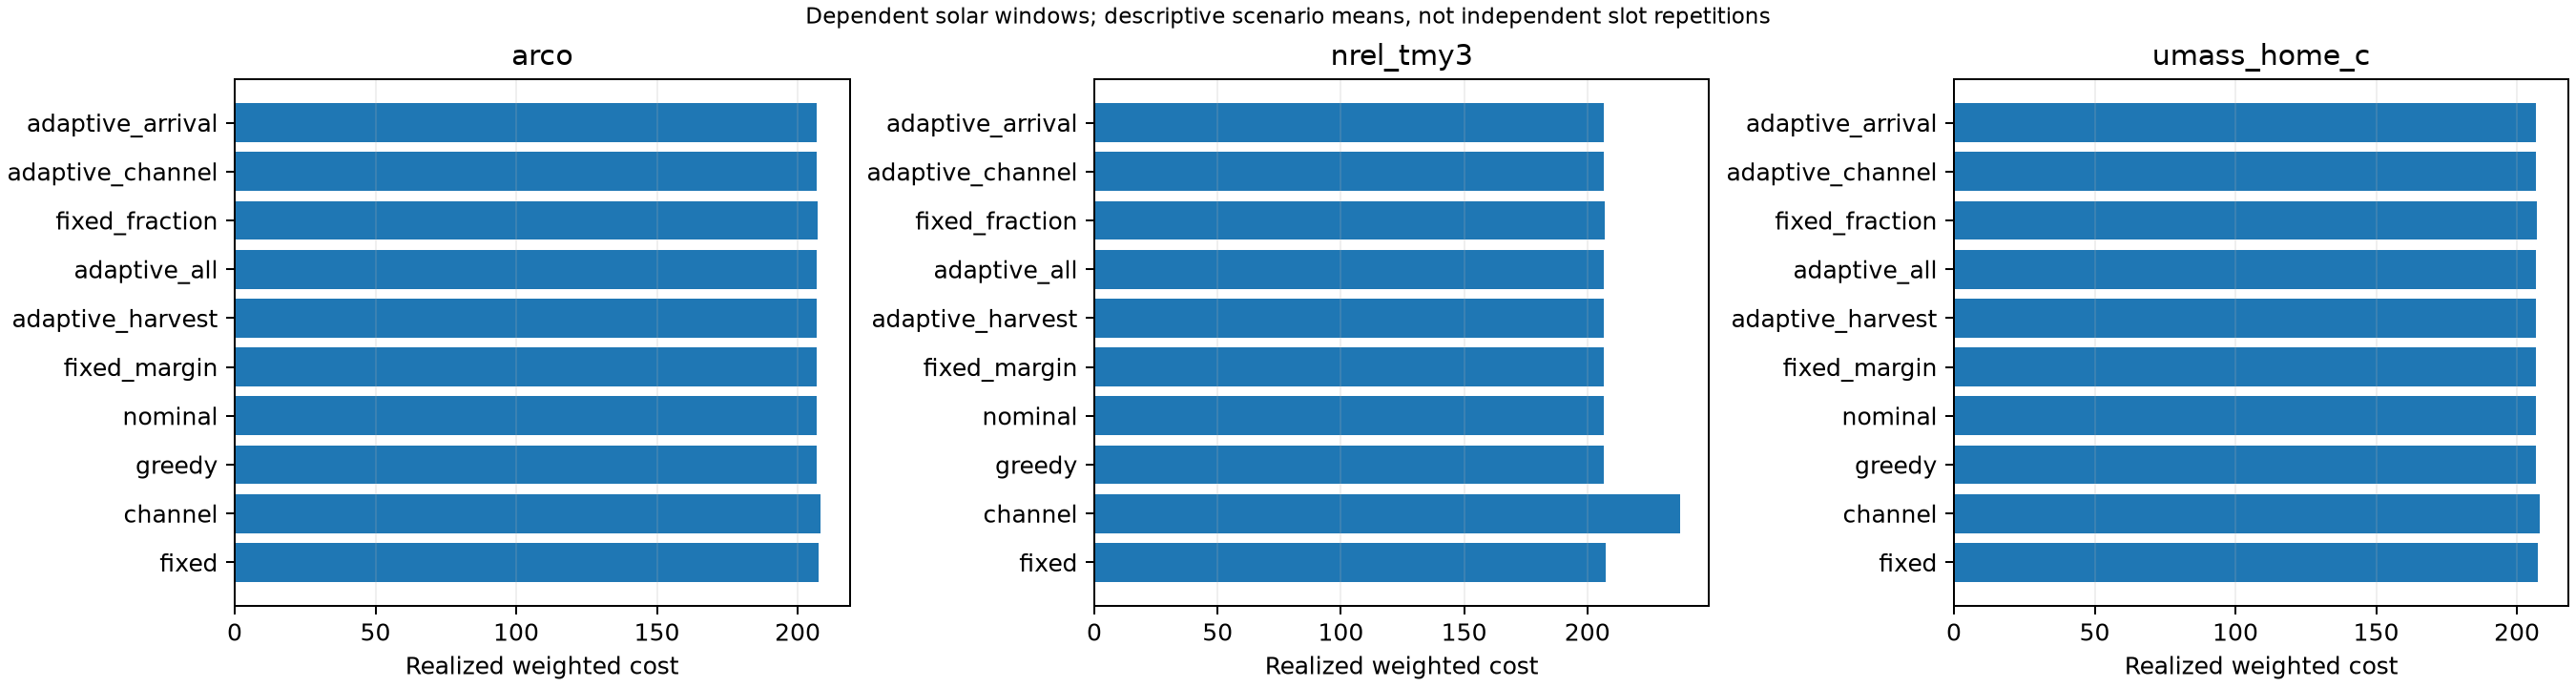 Dependent solar windows; descriptive scenario means, not independent slot repetitions
arco
adaptive_arrival
adaptive_channel
fixed_fraction
adaptive_all
adaptive_harvest
fixed_margin
nominal
greedy
channel
fixed
0 50 100 150 200
Realized weighted cost
nrel_tmy3
adaptive_arrival
adaptive_channel
fixed_fraction
adaptive_all
adaptive_harvest
fixed_margin
nominal
greedy
channel
fixed
0 50 100 150 200
Realized weighted cost
umass_home_c
adaptive_arrival
adaptive_channel
fixed_fraction
adaptive_all
adaptive_harvest
fixed_margin
nominal
greedy
channel
fixed
0 50 100 150 200
Realized weighted cost